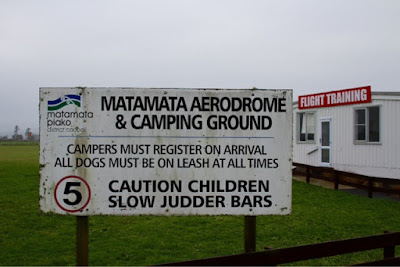 matamata
piako
district council
MATAMATA AERODROME
& CAMPING GROUND
CAMPERS MUST REGISTER ON ARRIVAL
ALL DOGS MUST BE ON LEASH AT ALL TIMES
5
CAUTION CHILDREN
SLOW JUDDER BARS
FLIGHT TRAINING